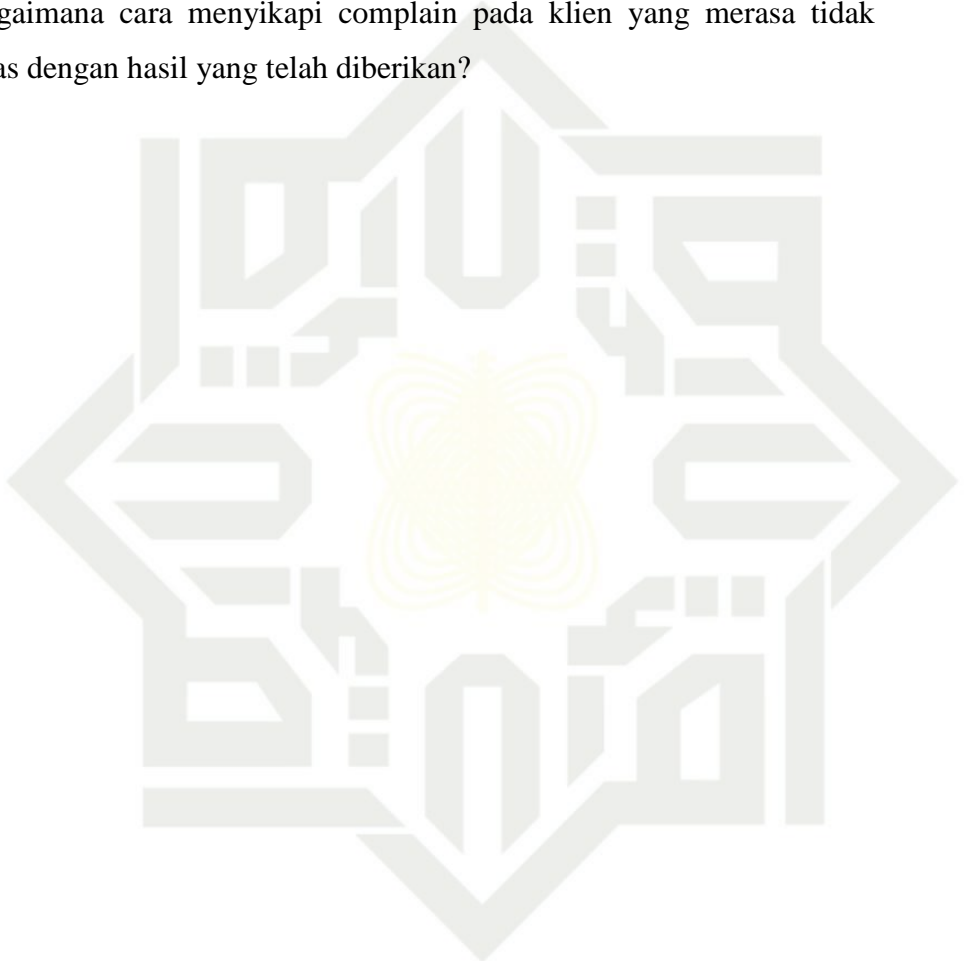 gaimana cara menyikapi complain pada klien yang merasa tidak
as dengan hasil yang telah diberikan?